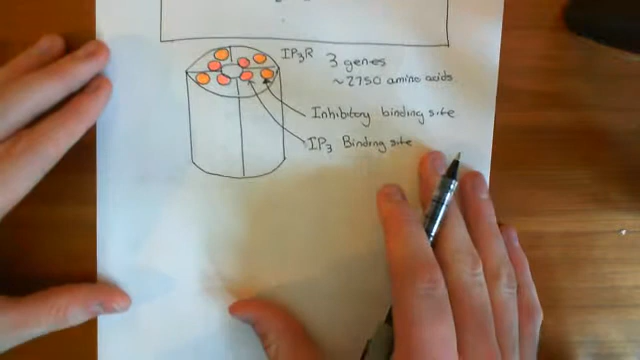 IP3R
3 genes
~2750 amino acids
Inhibitory binding site
IP3 Binding site